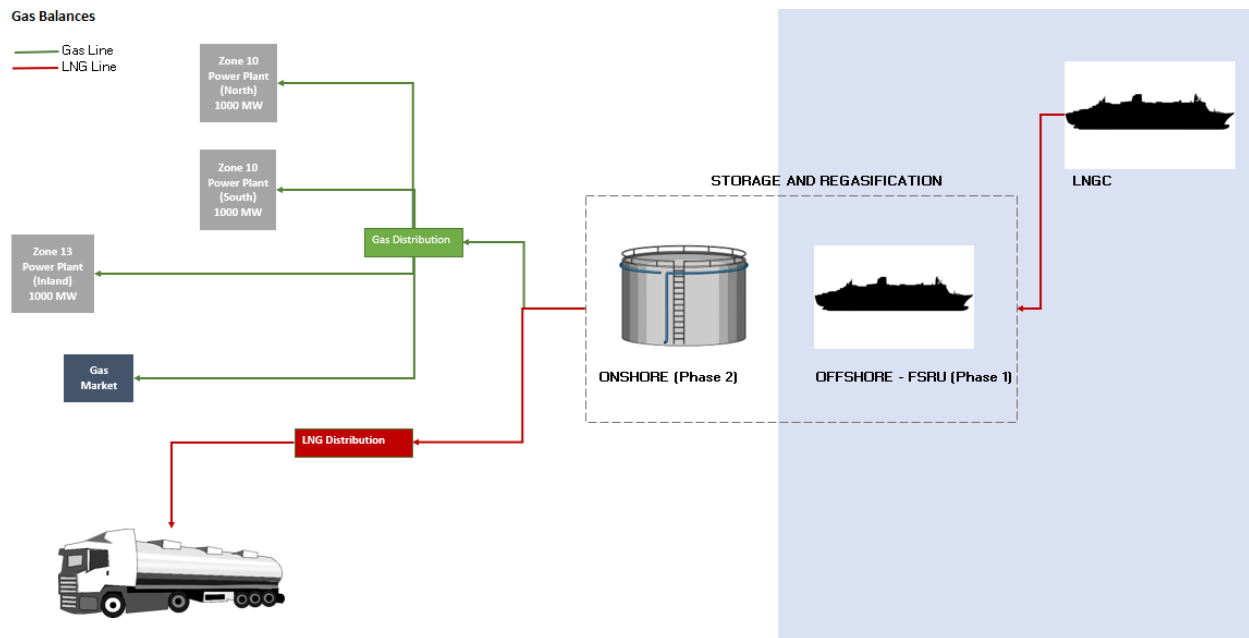 Gas Balances
Gas Line
LNG Line
Zone 10
Power Plant
(North)
1000 MW
Zone 10
Power Plant
(South)
1000 MW
Zone 13
Power Plant
(Inland)
1000 MW
Gas
Market
Gas Distribution
LNG Distribution
STORAGE AND REGASIFICATION
ONSHORE (Phase 2)
OFFSHORE - FSRU (Phase 1)
LNGC